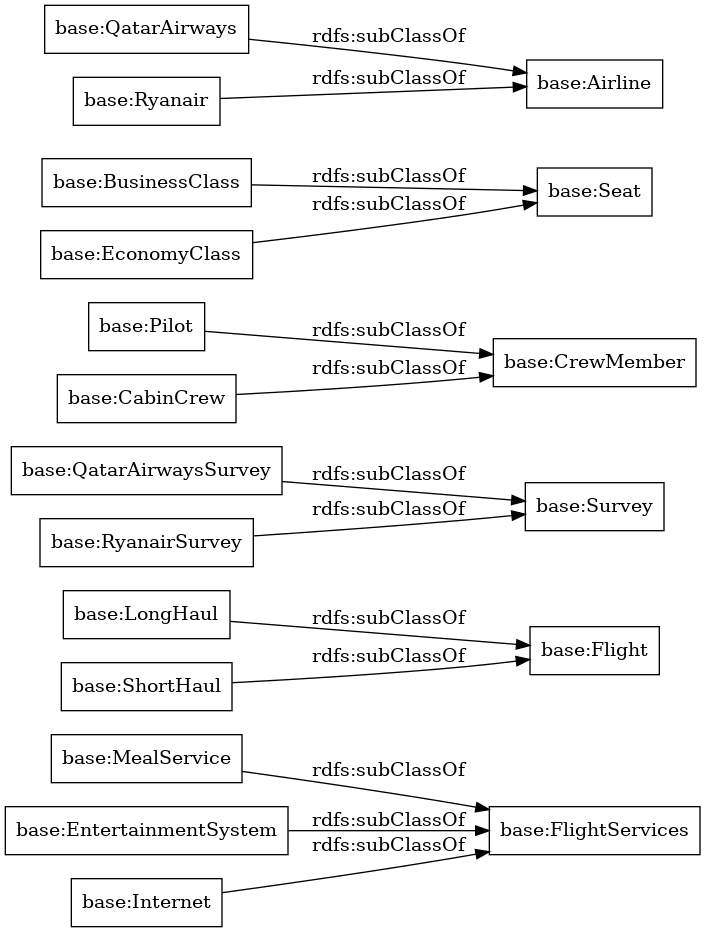 base:QatarAirways
rdfs:subClassOf
base:Airline
rdfs:subClassOf
base:Ryanair
base:BusinessClass
rdfs:subClassOf
base:Seat
rdfs:subClassOf
base:EconomyClass
base:Pilot
rdfs:subClassOf
base:CrewMember
rdfs:subClassOf
base:CabinCrew
base:QatarAirwaysSurvey
rdfs:subClassOf
base:Survey
rdfs:subClassOf
base:RyanairSurvey
base:LongHaul
rdfs:subClassOf
base:Flight
rdfs:subClassOf
base:ShortHaul
base:MealService
rdfs:subClassOf
base:EntertainmentSystem
rdfs:subClassOf
base:FlightServices
rdfs:subClassOf
base:Internet